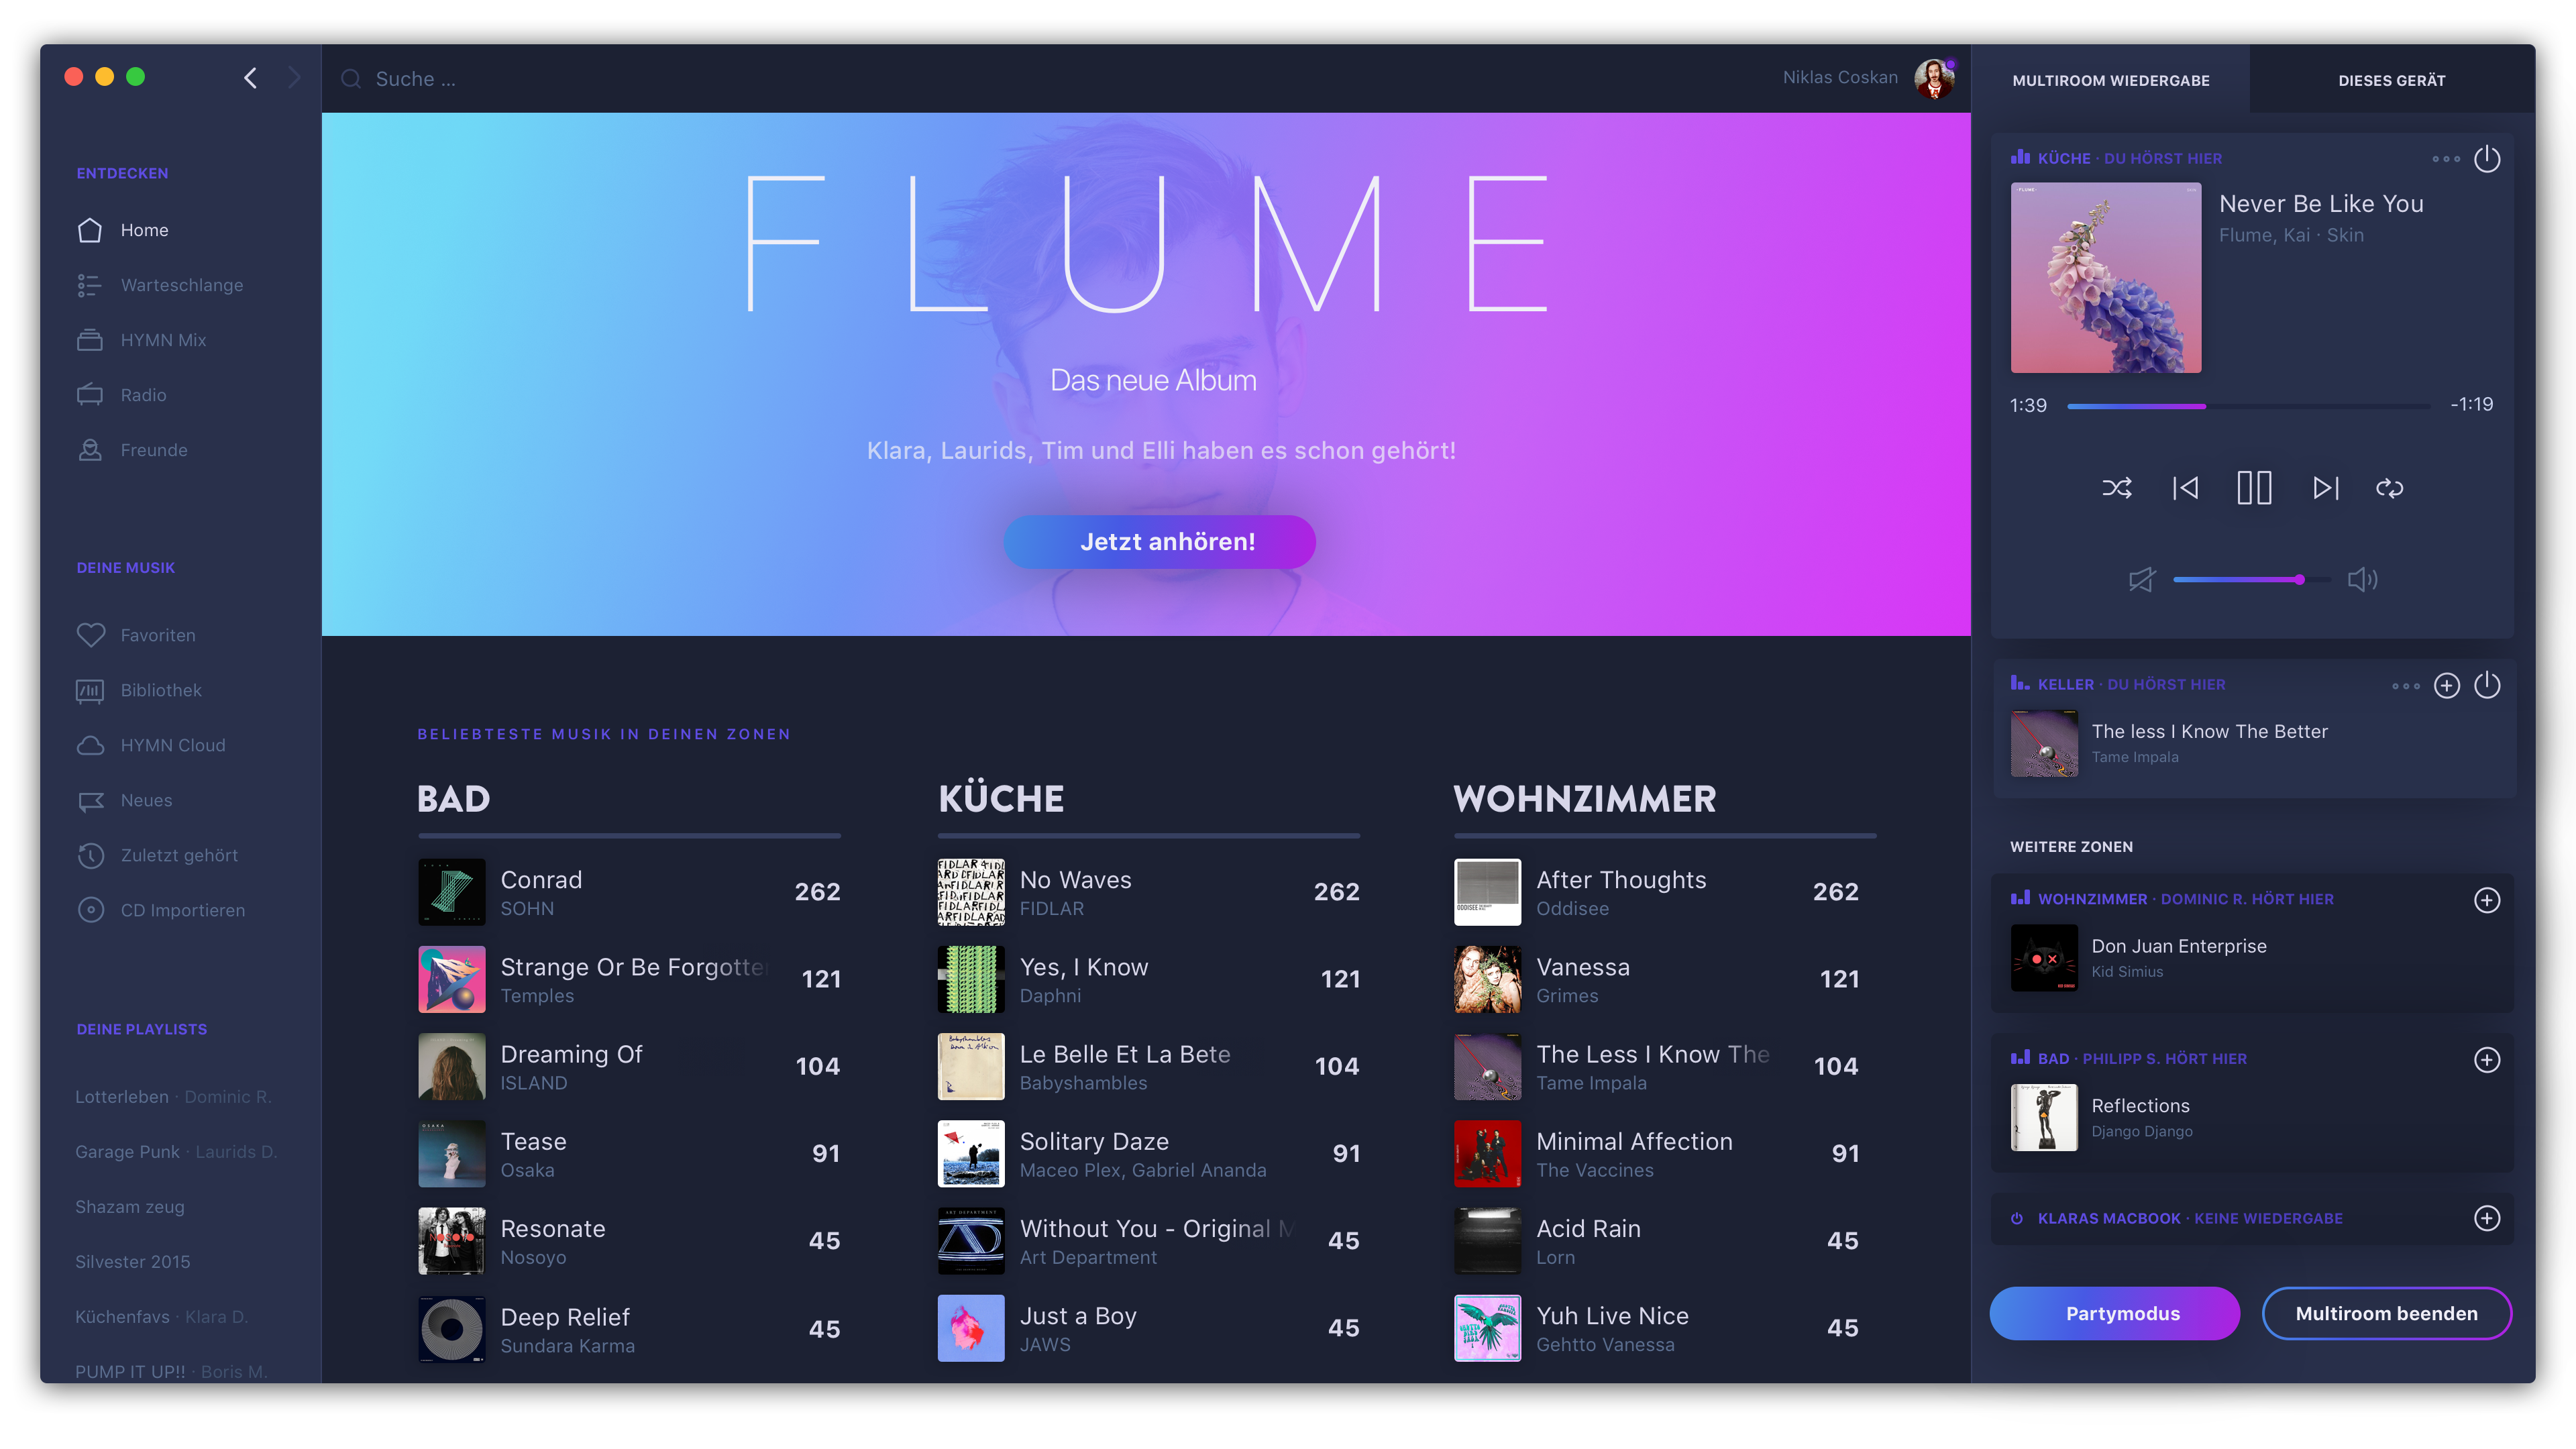 Suche ...
Niklas Coskan
ENTDECKEN
Home
Warteschlange
HYMN Mix
Radio
Freunde
DEINE MUSIK
Favoriten
Bibliothek
HYMN Cloud
Neues
Zuletzt gehört
CD Importieren
DEINE PLAYLISTS
Lotterleben · Dominic R.
Garage Punk · Laurids D.
Shazam zeug
Silvester 2015
Küchenfavs · Klara D.
PUMP IT UP!! · Boris M.
FLUME
Das neue Album
Klara, Laurids, Tim und Elli haben es schon gehört!
Jetzt anhören!
BELIEBTESTE MUSIK IN DEINEN ZONEN
BAD
Conrad
SOHN
262
Strange Or Be Forgotten
Temples
121
Dreaming Of
ISLAND
104
Tease
Osaka
91
Resonate
Nosoyo
45
Deep Relief
Sundara Karma
45
KÜCHE
No Waves
FIDLAR
262
Yes, I Know
Daphni
121
Le Belle Et La Bete
Babyshambles
104
Solitary Daze
Maceo Plex, Gabriel Ananda
91
Without You - Original M
Art Department
45
Just a Boy
JAWS
45
WOHNZIMMER
After Thoughts
Oddisee
262
Vanessa
Grimes
121
The Less I Know The
Tame Impala
104
Minimal Affection
The Vaccines
91
Acid Rain
Lorn
45
Yuh Live Nice
Gehtto Vanessa
45
MULTIROOM WIEDERGABE
DIESES GERÄT
KÜCHE · DU HÖRST HIER
Never Be Like You
Flume, Kai · Skin
1:39
-1:19
KELLER · DU HÖRST HIER
The less I Know The Better
Tame Impala
WEITERE ZONEN
WOHNZIMMER · DOMINIC R. HÖRT HIER
Don Juan Enterprise
Kid Simius
BAD · PHILIPP S. HÖRT HIER
Reflections
Django Django
KLARAS MACBOOK · KEINE WIEDERGABE
Partymodus
Multiroom beenden